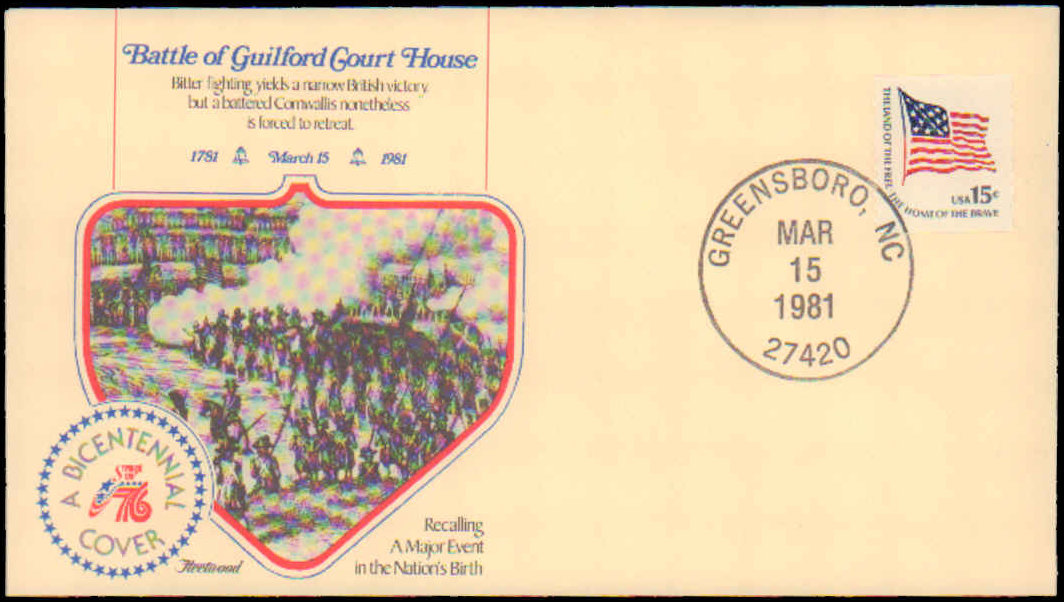 Battle of Guilford Court House
Bitter fighting yields a narrow British victory,
but a battered Cornwallis nonetheless
is forced to retreat.
1781 March 15 1981
A BICENTENNIAL
SPIRIT
OF
76
COVER
Fleetwood
Recalling
A Major Event
in the Nation's Birth
THE LAND OF THE FREE, THE HOME OF THE BRAVE
USA 15c
GREENSBORO, NC
MAR
15
1981
27420